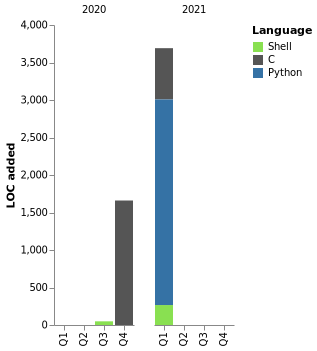 2020 2021
Language
Shell
C
Python
LOC added
4,000
3,500
3,000
2,500
2,000
1,500
1,000
500
0
Q1 Q2 Q3 Q4 Q1 Q2 Q3 Q4